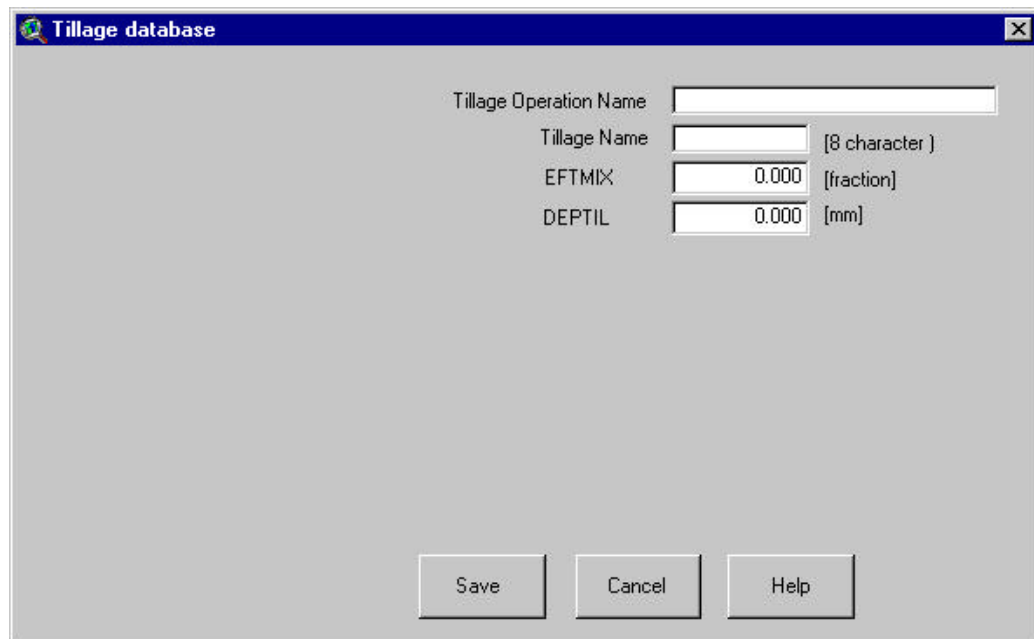 Tillage database
Tillage Operation Name
Tillage Name [8 character )
EFTMIX 0.000 [fraction]
DEPTIL 0.000 [mm]
Save Cancel Help